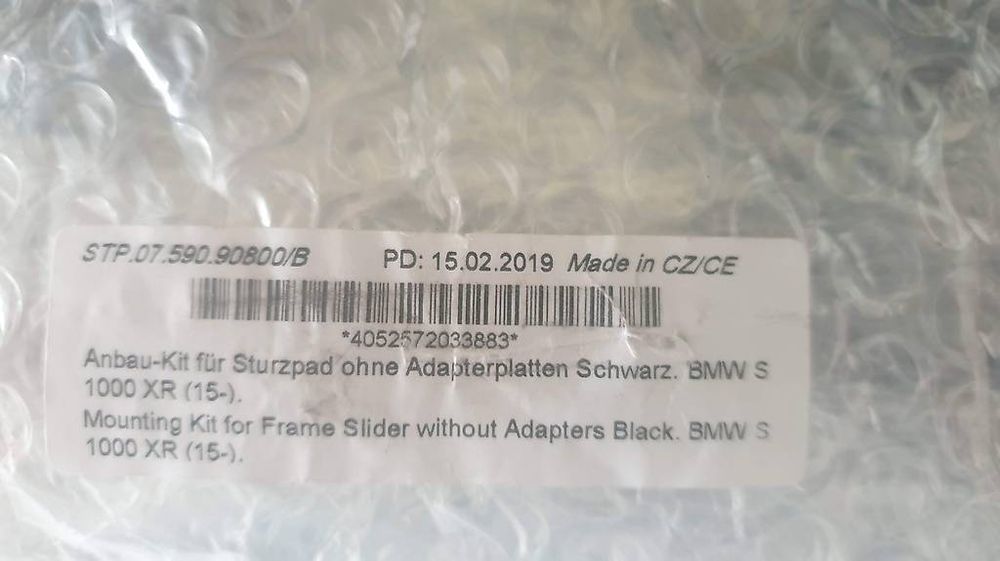 STP.07.590.90800/B PD: 15.02.2019 Made in CZ/CE
*4052572033883*
Anbau-Kit für Sturzpad ohne Adapterplatten Schwarz. BMW S
1000 XR (15-).
Mounting Kit for Frame Slider without Adapters Black. BMW S
1000 XR (15-).